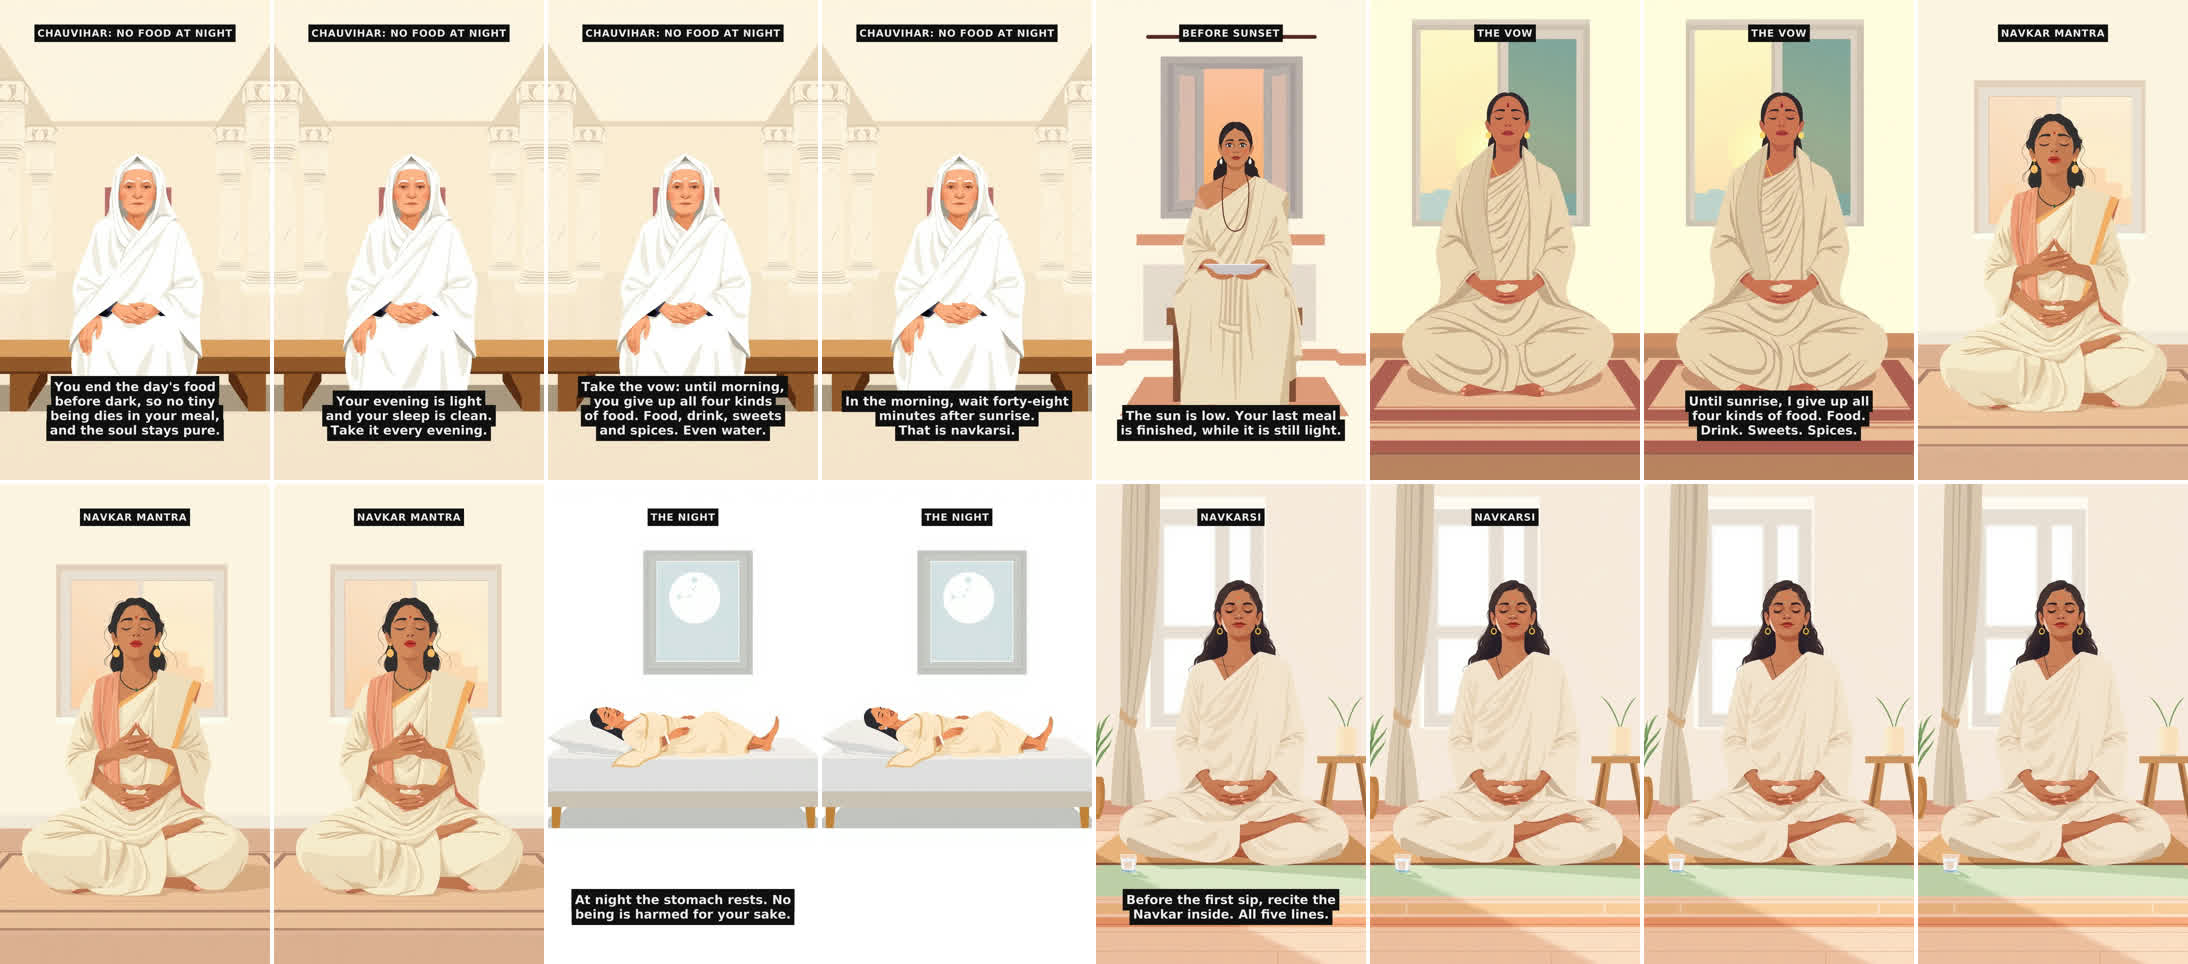 CHAUVIHAR: NO FOOD AT NIGHT
You end the day's food
before dark, so no tiny
being dies in your meal,
and the soul stays pure.
CHAUVIHAR: NO FOOD AT NIGHT
Your evening is light
and your sleep is clean.
Take it every evening.
CHAUVIHAR: NO FOOD AT NIGHT
Take the vow: until morning,
you give up all four kinds
of food. Food, drink, sweets
and spices. Even water.
CHAUVIHAR: NO FOOD AT NIGHT
In the morning, wait forty-eight
minutes after sunrise.
That is navkarsi.
BEFORE SUNSET
The sun is low. Your last meal
is finished, while it is still light.
THE VOW
THE VOW
Until sunrise, I give up all
four kinds of food. Food.
Drink. Sweets. Spices.
NAVKAR MANTRA
NAVKAR MANTRA
NAVKAR MANTRA
THE NIGHT
At night the stomach rests. No
being is harmed for your sake.
THE NIGHT
NAVKARSI
Before the first sip, recite the
Navkar inside. All five lines.
NAVKARSI